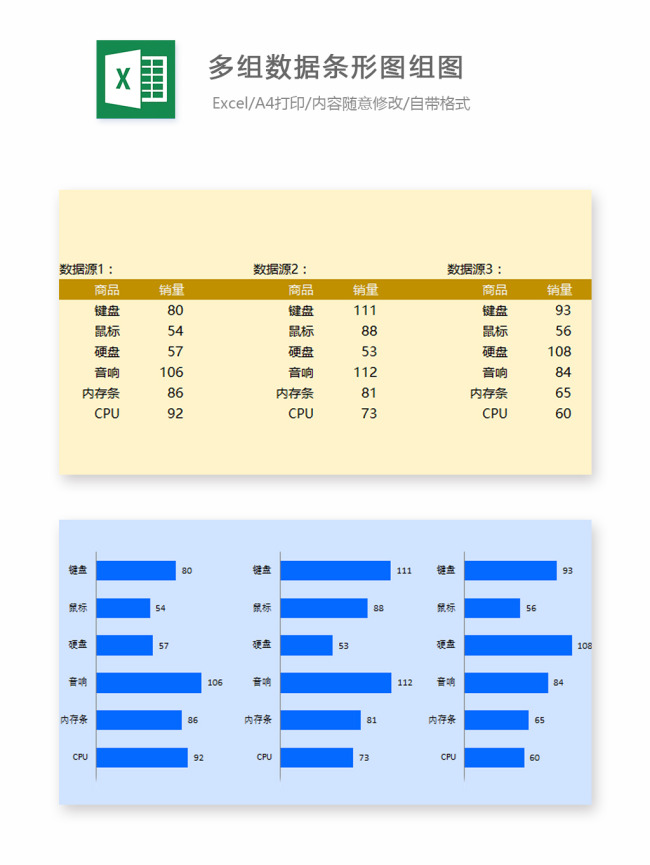 X
多组数据条形图组图
Excel/A4打印/内容随意修改/自带格式
数据源1： 数据源2： 数据源3：
商品 销量 商品 销量 商品 销量
键盘 80 键盘 111 键盘 93
鼠标 54 鼠标 88 鼠标 56
硬盘 57 硬盘 53 硬盘 108
音响 106 音响 112 音响 84
内存条 86 内存条 81 内存条 65
CPU 92 CPU 73 CPU 60
键盘 80 键盘 111 键盘 93
鼠标 54 鼠标 88 鼠标 56
硬盘 57 硬盘 53 硬盘 108
音响 106 音响 112 音响 84
内存条 86 内存条 81 内存条 65
CPU 92 CPU 73 CPU 60